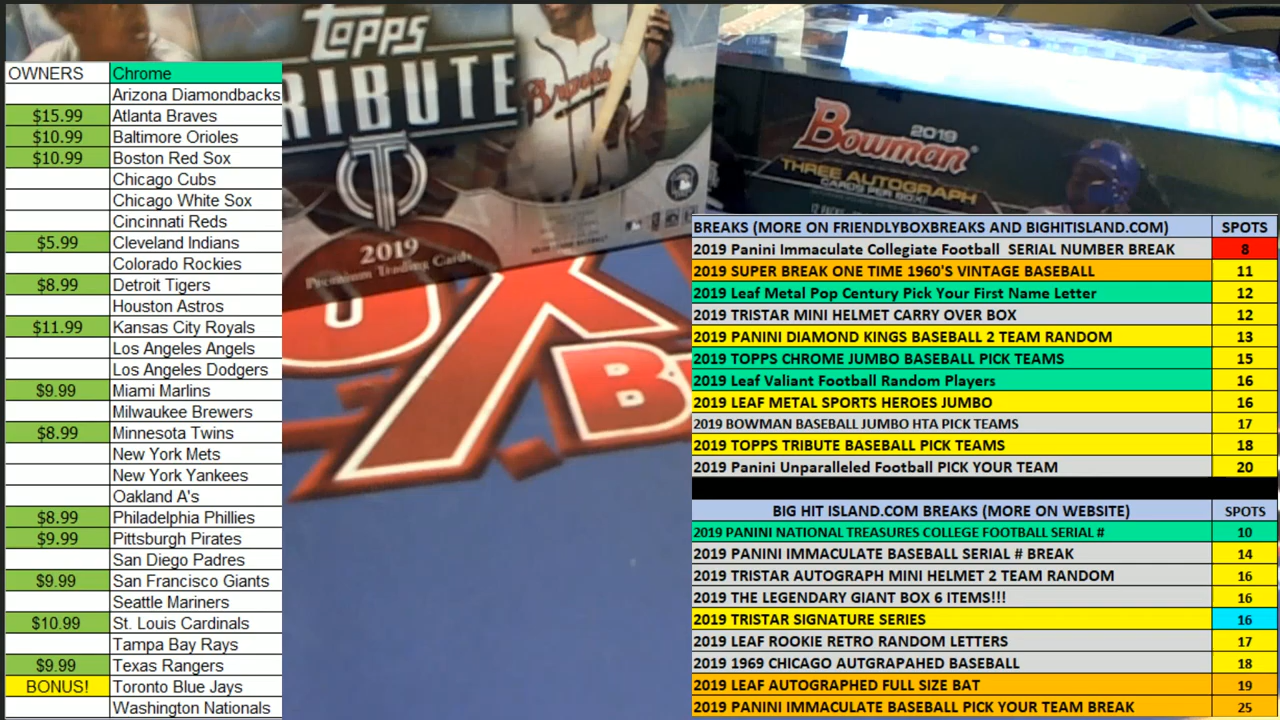 OWNERS Chrome
Arizona Diamondbacks
$15.99 Atlanta Braves
$10.99 Baltimore Orioles
$10.99 Boston Red Sox
Chicago Cubs
Chicago White Sox
Cincinnati Reds
$5.99 Cleveland Indians
Colorado Rockies
$8.99 Detroit Tigers
Houston Astros
$11.99 Kansas City Royals
Los Angeles Angels
Los Angeles Dodgers
$9.99 Miami Marlins
Milwaukee Brewers
$8.99 Minnesota Twins
New York Mets
New York Yankees
Oakland A's
$8.99 Philadelphia Phillies
$9.99 Pittsburgh Pirates
San Diego Padres
$9.99 San Francisco Giants
Seattle Mariners
$10.99 St. Louis Cardinals
Tampa Bay Rays
$9.99 Texas Rangers
BONUS! Toronto Blue Jays
Washington Nationals
TOPPS
RIBUTE
Braves
2019
Premium Trading Cards
OX
B
2019
Bowman
THREE AUTOGRAPH
CARDS PER BOX!
BREAKS (MORE ON FRIENDLYBOXBREAKS AND BIGHITISLAND.COM) SPOTS
2019 Panini Immaculate Collegiate Football SERIAL NUMBER BREAK 8
2019 SUPER BREAK ONE TIME 1960'S VINTAGE BASEBALL 11
2019 Leaf Metal Pop Century Pick Your First Name Letter 12
2019 TRISTAR MINI HELMET CARRY OVER BOX 12
2019 PANINI DIAMOND KINGS BASEBALL 2 TEAM RANDOM 13
2019 TOPPS CHROME JUMBO BASEBALL PICK TEAMS 15
2019 Leaf Valiant Football Random Players 16
2019 LEAF METAL SPORTS HEROES JUMBO 16
2019 BOWMAN BASEBALL JUMBO HTA PICK TEAMS 17
2019 TOPPS TRIBUTE BASEBALL PICK TEAMS 18
2019 Panini Unparalleled Football PICK YOUR TEAM 20
BIG HIT ISLAND.COM BREAKS (MORE ON WEBSITE) SPOTS
2019 PANINI NATIONAL TREASURES COLLEGE FOOTBALL SERIAL # 10
2019 PANINI IMMACULATE BASEBALL SERIAL # BREAK 14
2019 TRISTAR AUTOGRAPH MINI HELMET 2 TEAM RANDOM 16
2019 THE LEGENDARY GIANT BOX 6 ITEMS!!! 16
2019 TRISTAR SIGNATURE SERIES 16
2019 LEAF ROOKIE RETRO RANDOM LETTERS 17
2019 1969 CHICAGO AUTGRAPAHED BASEBALL 18
2019 LEAF AUTOGRAPHED FULL SIZE BAT 19
2019 PANINI IMMACULATE BASEBALL PICK YOUR TEAM BREAK 25